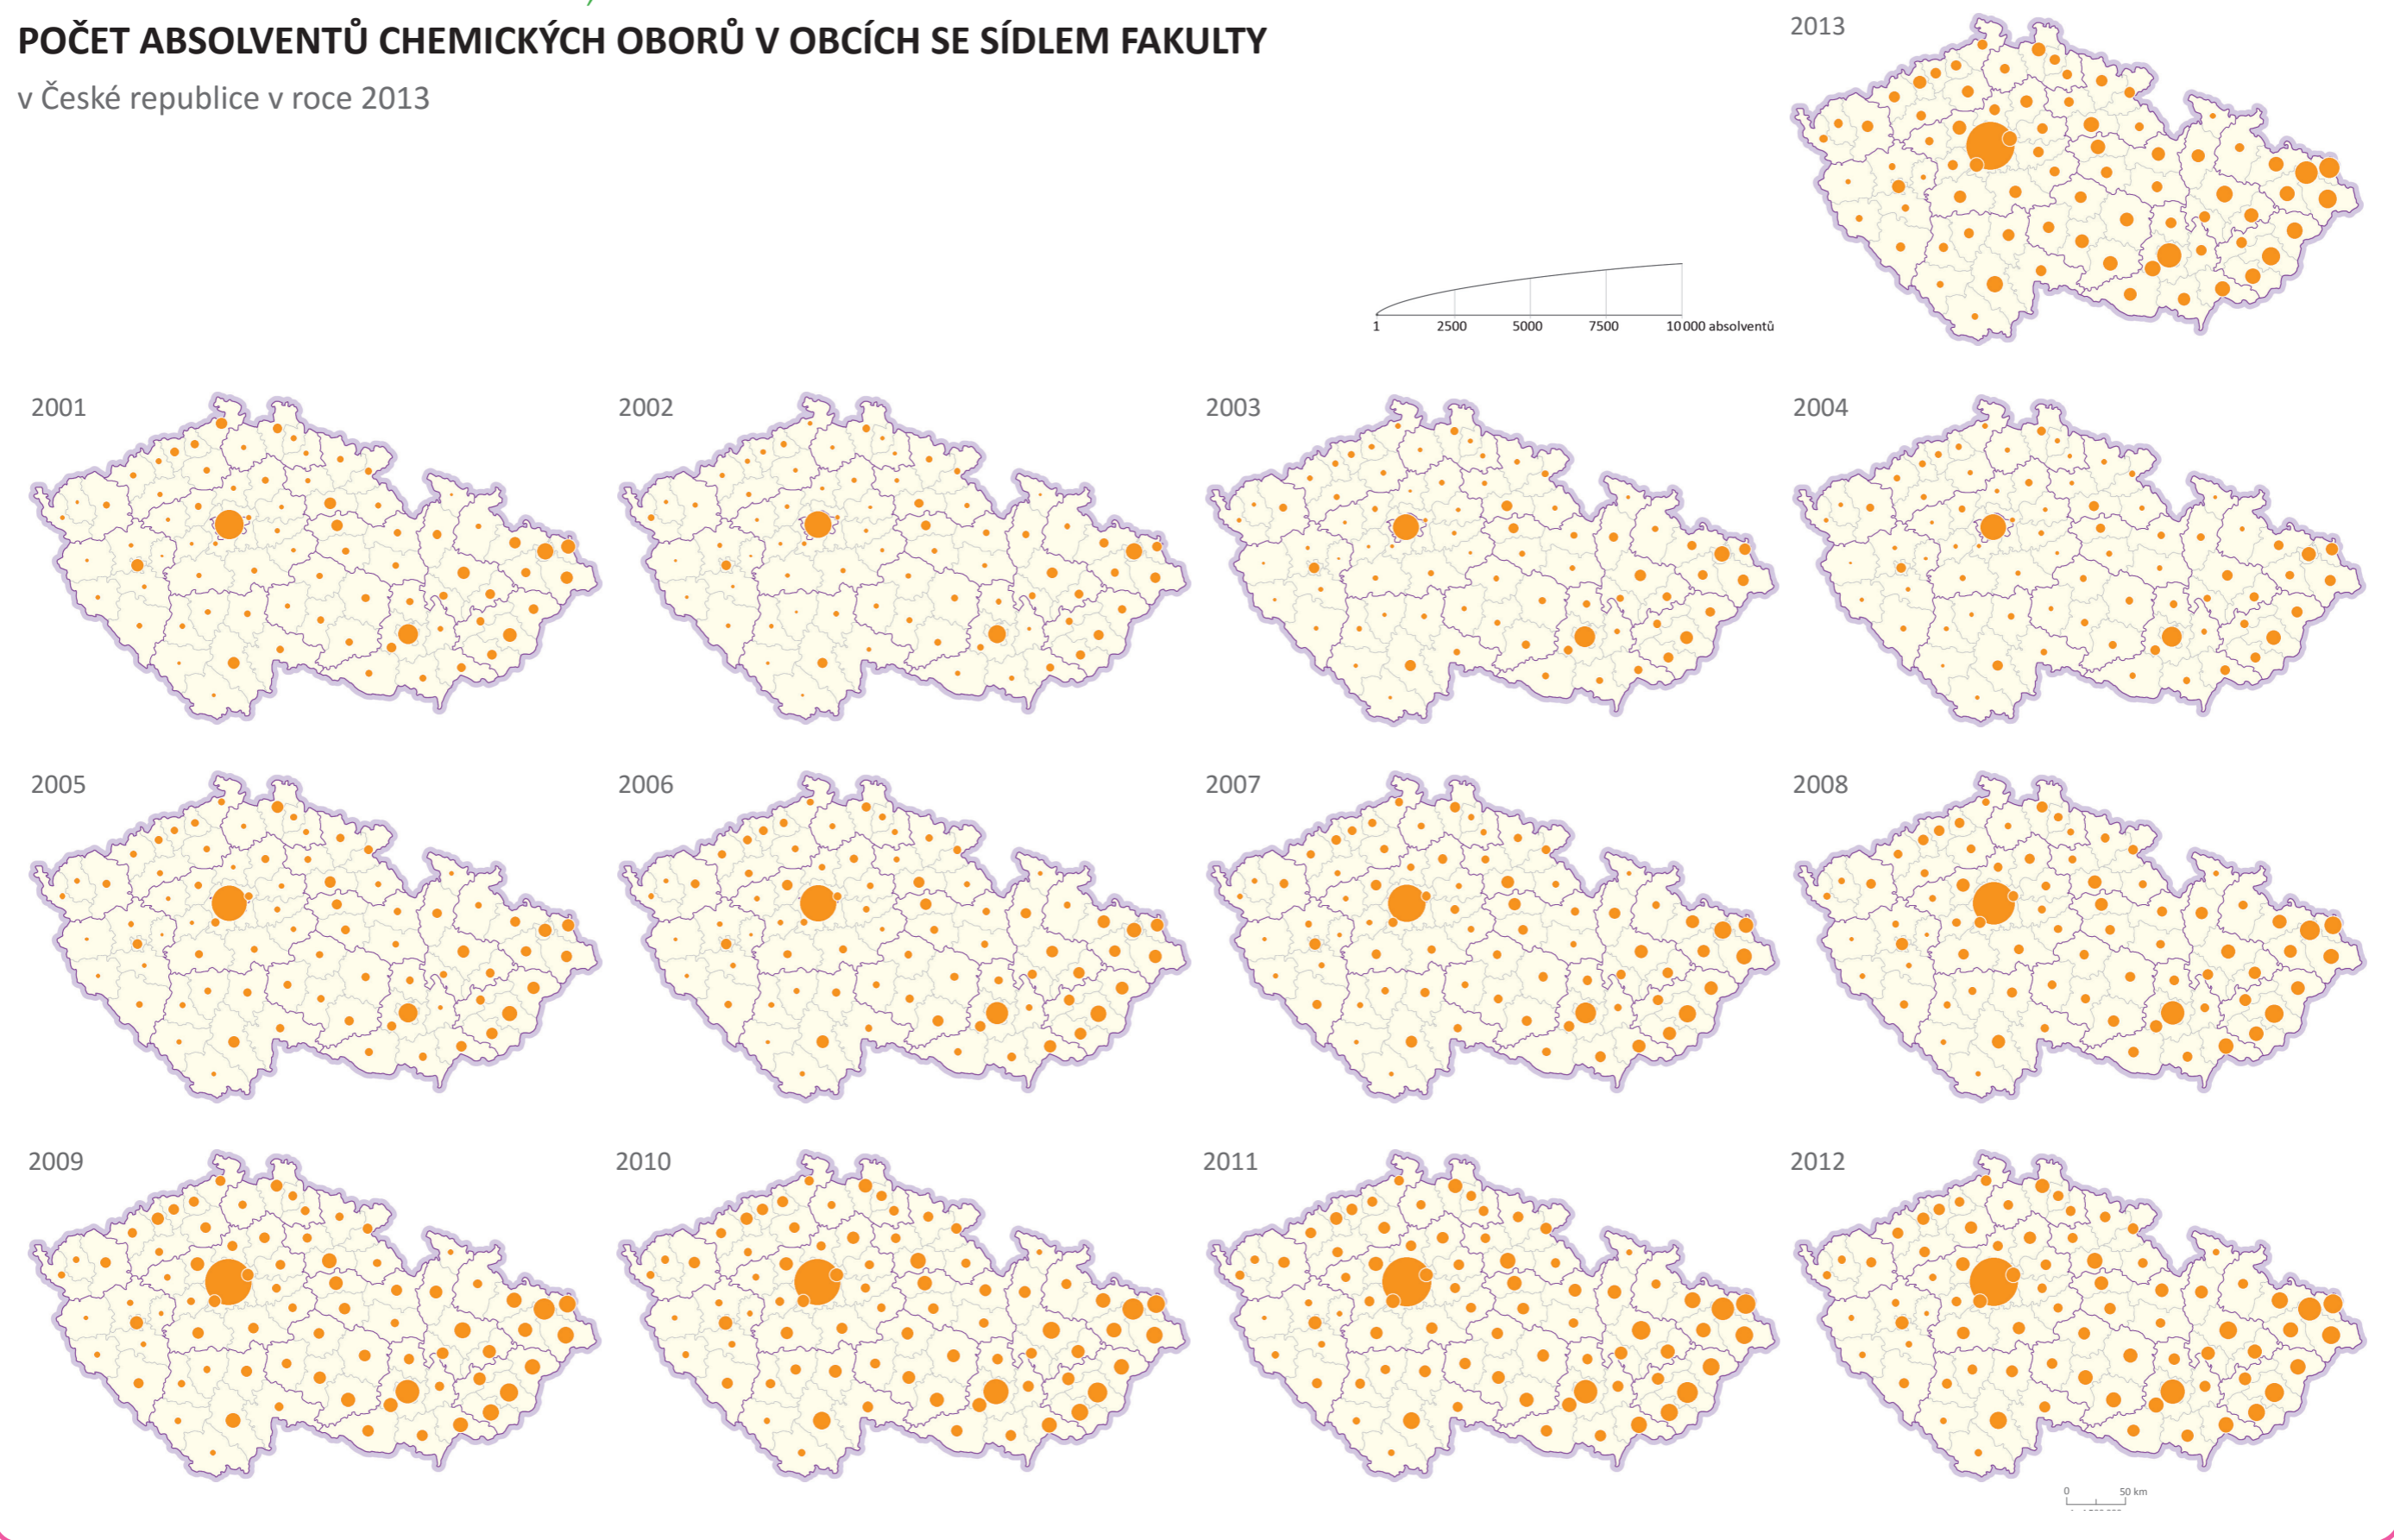 POČET ABSOLVENTŮ CHEMICKÝCH OBORŮ V OBCÍCH SE SÍDLEM FAKULTY
v České republice v roce 2013
2013
1 2500 5000 7500 10 000 absolventů
2001 2002 2003 2004
2005 2006 2007 2008
2009 2010 2011 2012
0 50 km